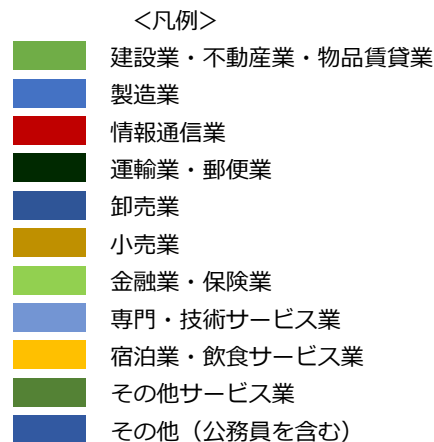 ＜凡例＞
建設業・不動産業・物品賃貸業
製造業
情報通信業
運輸業・郵便業
卸売業
小売業
金融業・保険業
専門・技術サービス業
宿泊業・飲食サービス業
その他サービス業
その他（公務員を含む）